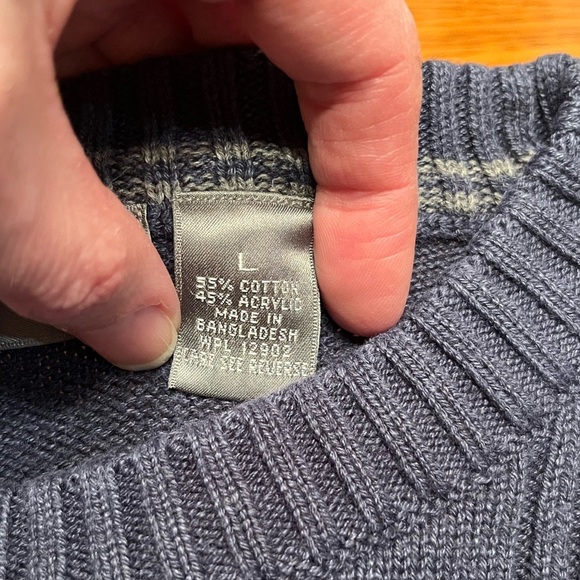 L
55% COTTON
45% ACRYLIC
MADE IN
BANGLADESH
WPL 12902
CARE SEE REVERSE